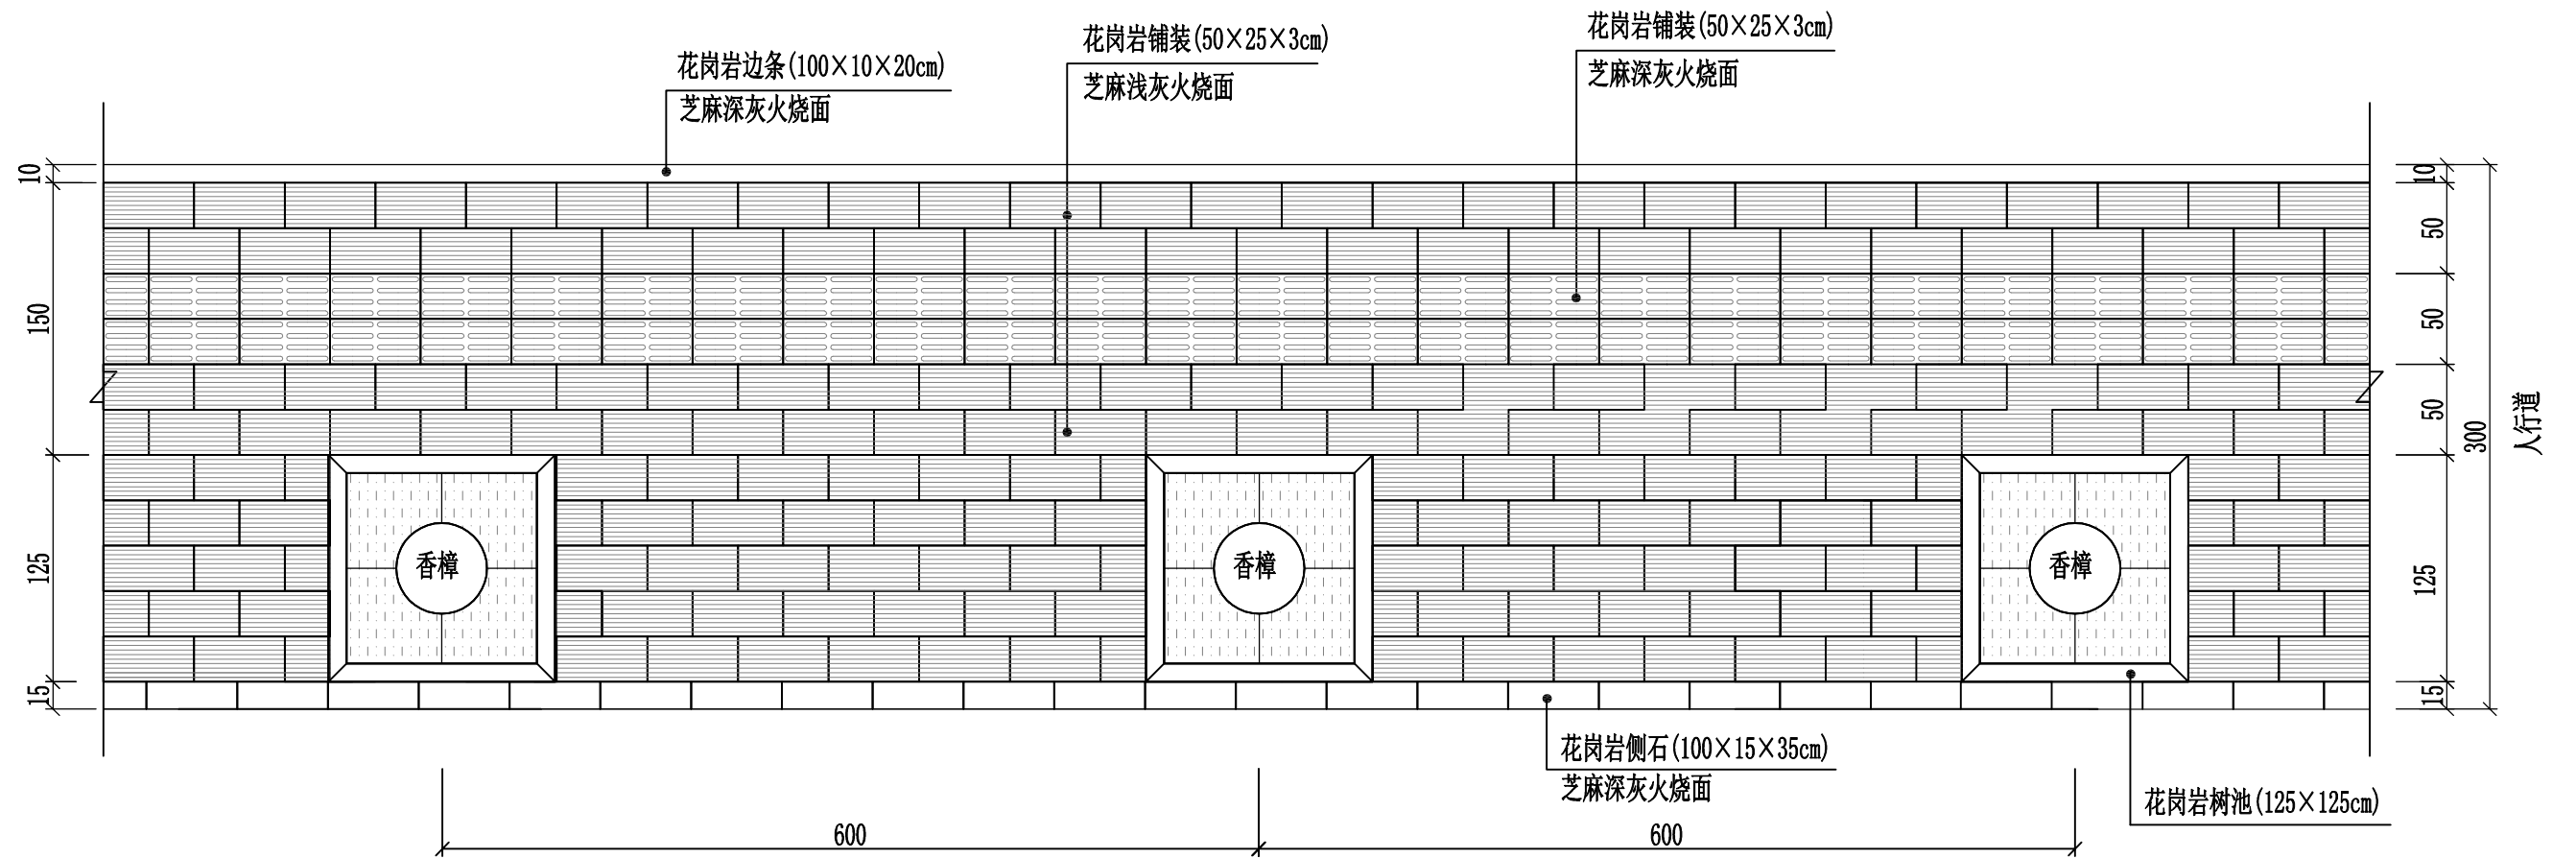 花岗岩铺装(50×25×3cm)
芝麻深灰火烧面
花岗岩铺装(50×25×3cm)
芝麻浅灰火烧面
花岗岩边条(100×10×20cm)
芝麻深灰火烧面
10
150
125
15
10
50
50
50
125
15
300
人行道
香樟
香樟
香樟
花岗岩侧石(100×15×35cm)
芝麻深灰火烧面
花岗岩树池(125×125cm)
600
600